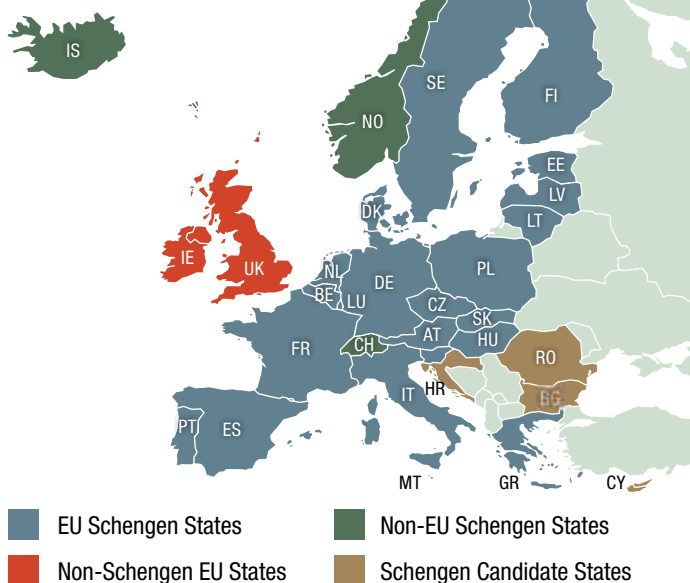 IS
SE
FI
NO
EE
LV
DK
LT
IE
UK
NL
DE
PL
BE
LU
CZ
SK
AT
HU
FR
CH
RO
IT
HR
BG
PT
ES
MT
GR
CY
EU Schengen States
Non-EU Schengen States
Non-Schengen EU States
Schengen Candidate States